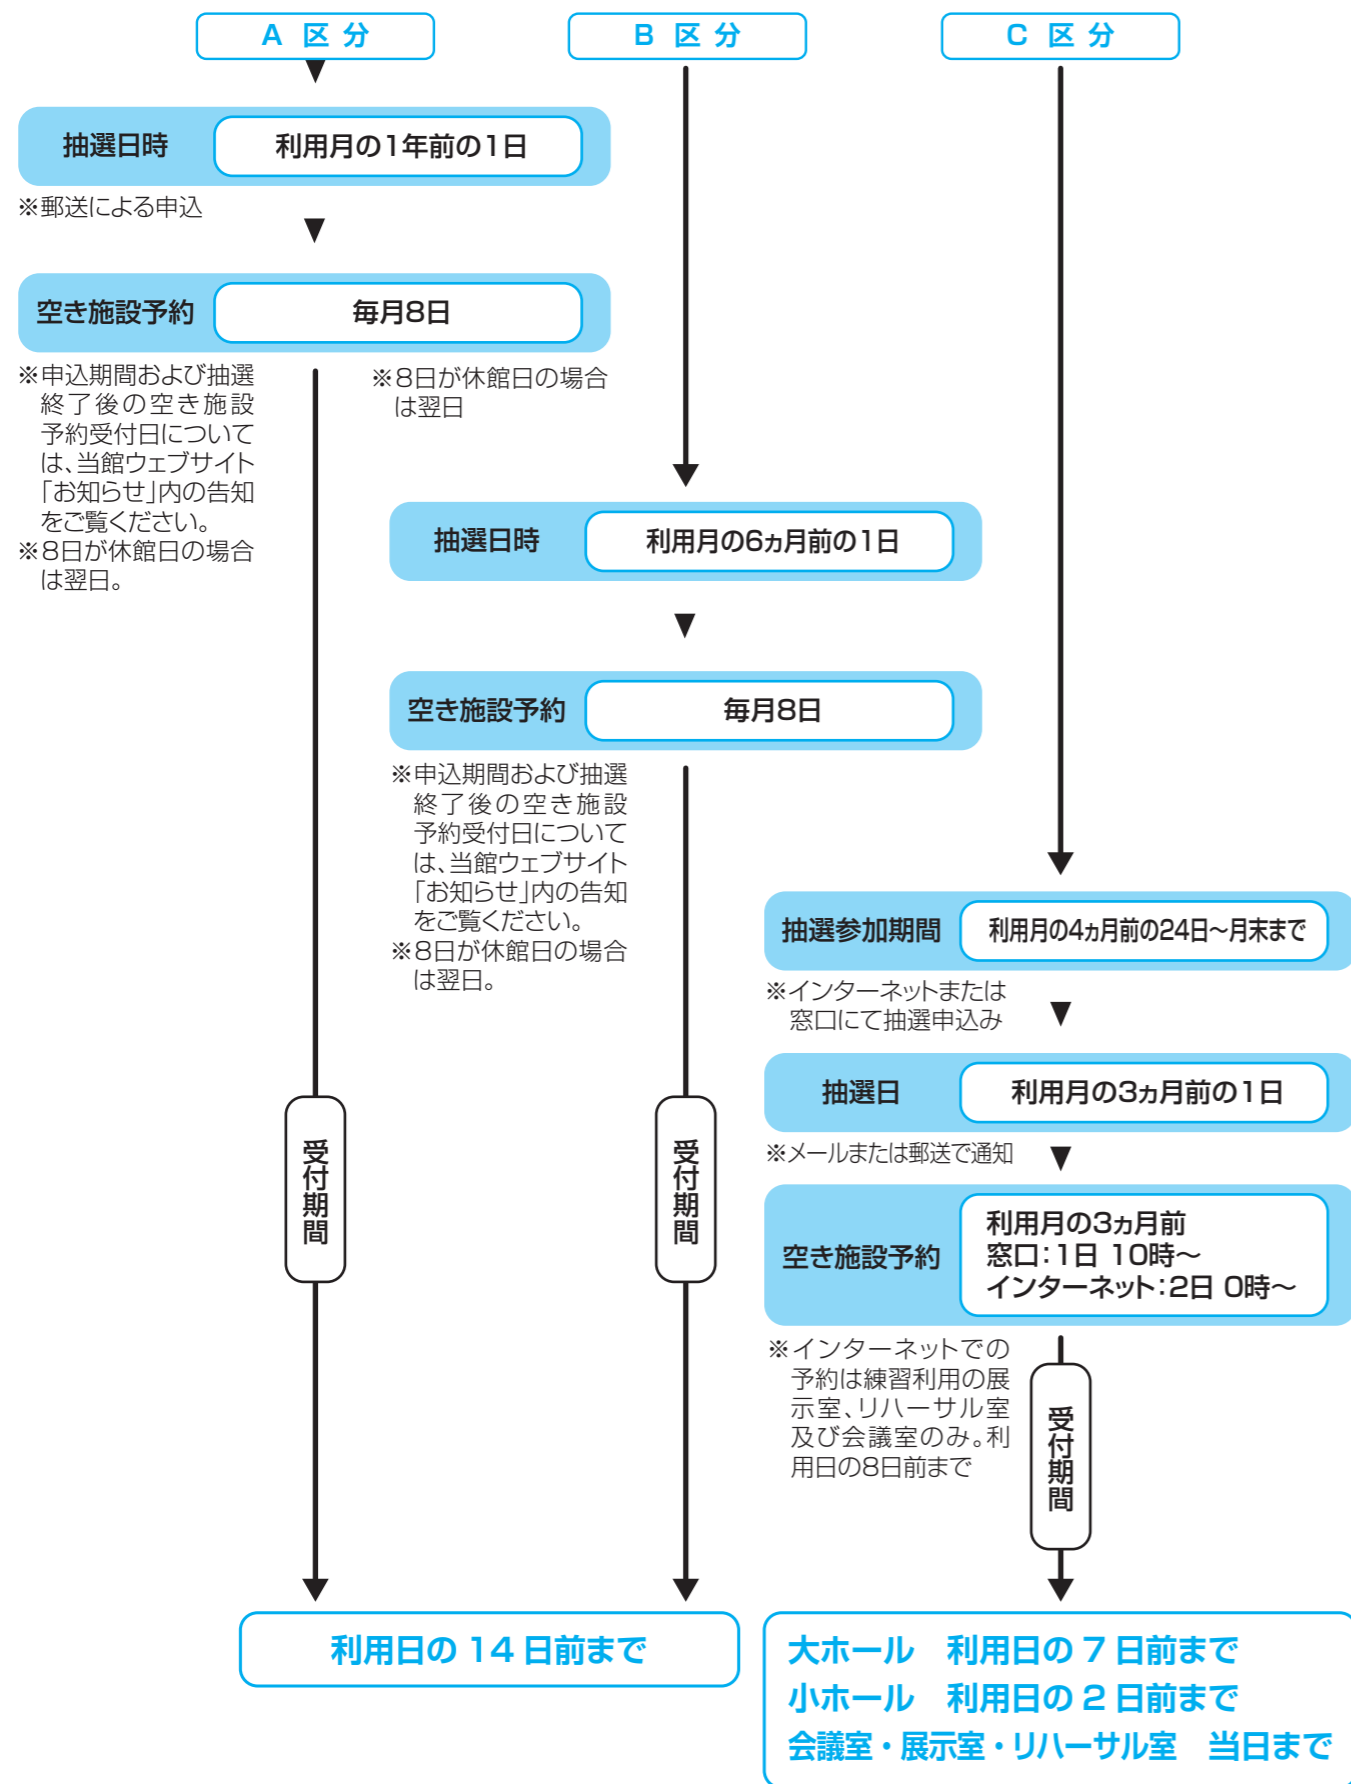 A 区 分
B 区 分
C 区 分
抽選日時
利用月の1年前の1日
※郵送による申込
空き施設予約
毎月8日
※申込期間および抽選
終了後の空き施設
予約受付日について
は、当館ウェブサイト
「お知らせ」内の告知
をご覧ください。
※8日が休館日の場合
は翌日。
※8日が休館日の場合
は翌日
抽選日時
利用月の6ヵ月前の1日
空き施設予約
毎月8日
※申込期間および抽選
終了後の空き施設
予約受付日について
は、当館ウェブサイト
「お知らせ」内の告知
をご覧ください。
※8日が休館日の場合
は翌日。
抽選参加期間
利用月の4ヵ月前の24日〜月末まで
※インターネットまたは
窓口にて抽選申込み
抽選日
利用月の3ヵ月前の1日
※メールまたは郵送で通知
空き施設予約
利用月の3ヵ月前
窓口:1日 10時〜
インターネット:2日 0時〜
※インターネットでの
予約は練習利用の展
示室、リハーサル室
及び会議室のみ。利
用日の8日前まで
受付期間
受付期間
受付期間
利用日の 14 日前まで
大ホール 利用日の 7 日前まで
小ホール 利用日の 2 日前まで
会議室・展示室・リハーサル室 当日まで